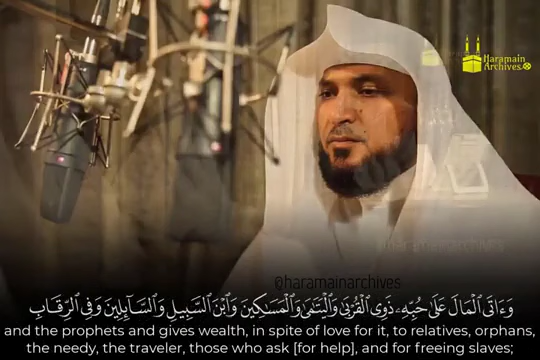 Haramain
Archives
@haramainarchives
وَءَاتَى ٱلْمَالَ عَلَىٰ حُبِّهِۦ ذَوِى ٱلْقُرْبَىٰ وَٱلْيَتَـٰمَىٰ وَٱلْمَسَـٰكِينَ وَٱبْنَ ٱلسَّبِيلِ وَٱلسَّآئِلِينَ وَفِى ٱلرِّقَابِ
and the prophets and gives wealth, in spite of love for it, to relatives, orphans,
the needy, the traveler, those who ask [for help], and for freeing slaves;